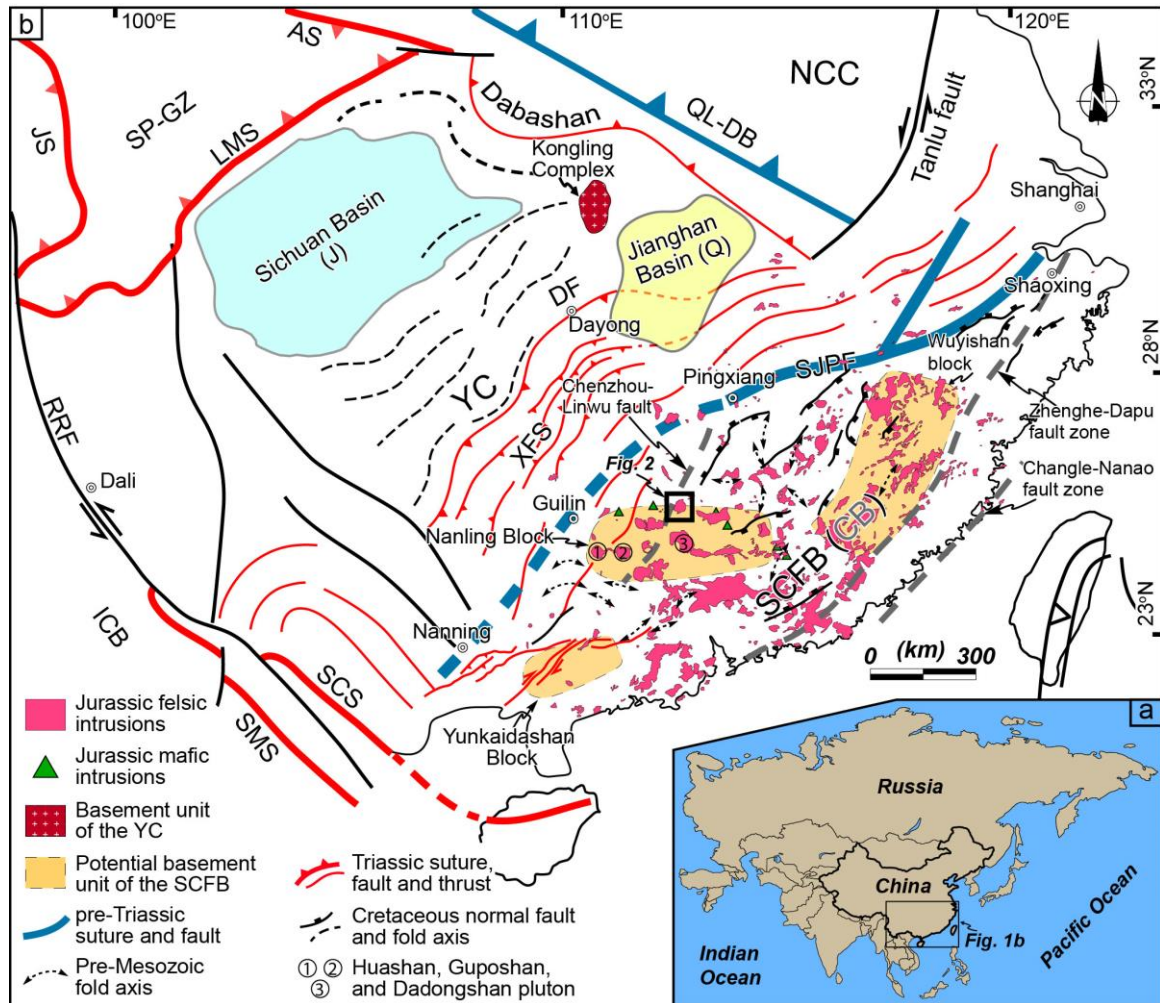 b
100°E
110°E
120°E
AS
NCC
33°N
SP-GZ
JS
LMS
Dabashan
QL-DB
Tanlu fault
Kongling
Complex
Shanghai
Sichuan Basin
(J)
Jianghan
Basin (Q)
DF
Dayong
Shaoxing
28°N
Wuyishan
block
SJPF
Pingxiang
Chenzhou-
Linwu fault
YC
XFS
Zhenghe-Dapu
fault zone
RRF
Fig. 2
Changle-Nanao
fault zone
Dali
Guilin
Nanling Block
① ②
③
SCFB (CB)
23°N
ICB
Nanning
0 (km) 300
SCS
SMS
Yunkaidashan
Block
Jurassic felsic
intrusions
Jurassic mafic
intrusions
Basement unit
of the YC
Potential basement
unit of the SCFB
pre-Triassic
suture and fault
Pre-Mesozoic
fold axis
Triassic suture,
fault and thrust
Cretaceous normal fault
and fold axis
① ② Huashan, Guposhan,
③ and Dadongshan pluton
a
Russia
China
Fig. 1b
Indian
Ocean
Pacific Ocean
N